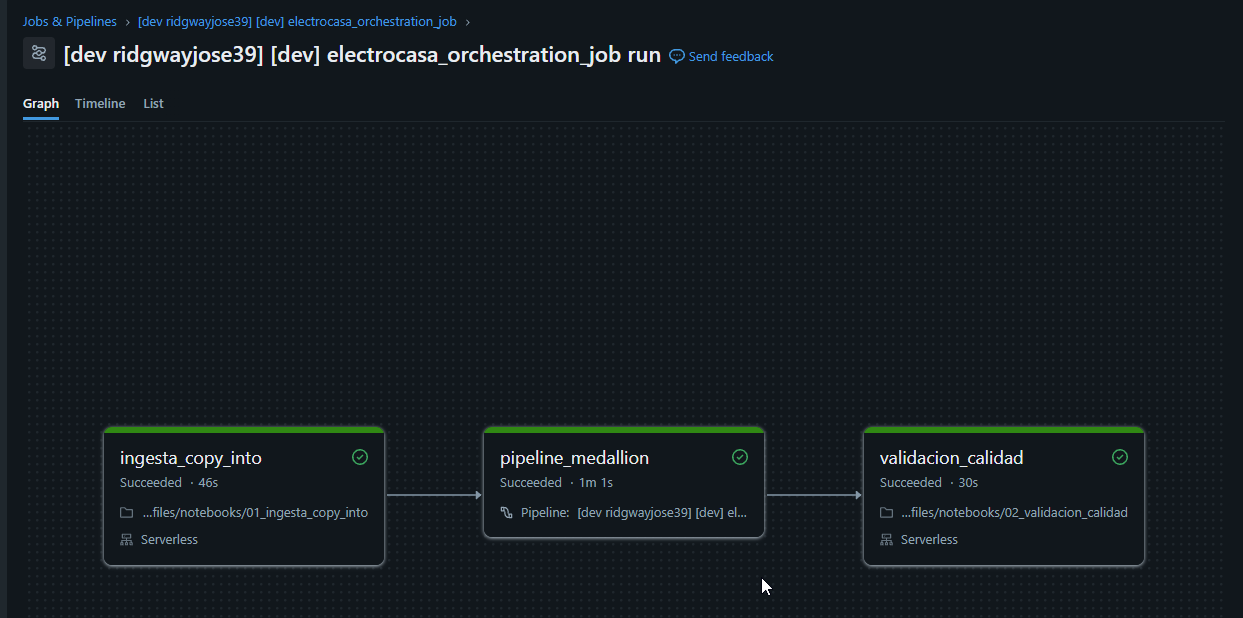 Jobs & Pipelines › [dev ridgwayjose39] [dev] electrocasa_orchestration_job ›
[dev ridgwayjose39] [dev] electrocasa_orchestration_job run Send feedback
Graph Timeline List
ingesta_copy_into
Succeeded · 46s
...files/notebooks/01_ingesta_copy_into
Serverless
pipeline_medallion
Succeeded · 1m 1s
Pipeline: [dev ridgwayjose39] [dev] el...
validacion_calidad
Succeeded · 30s
...files/notebooks/02_validacion_calidad
Serverless